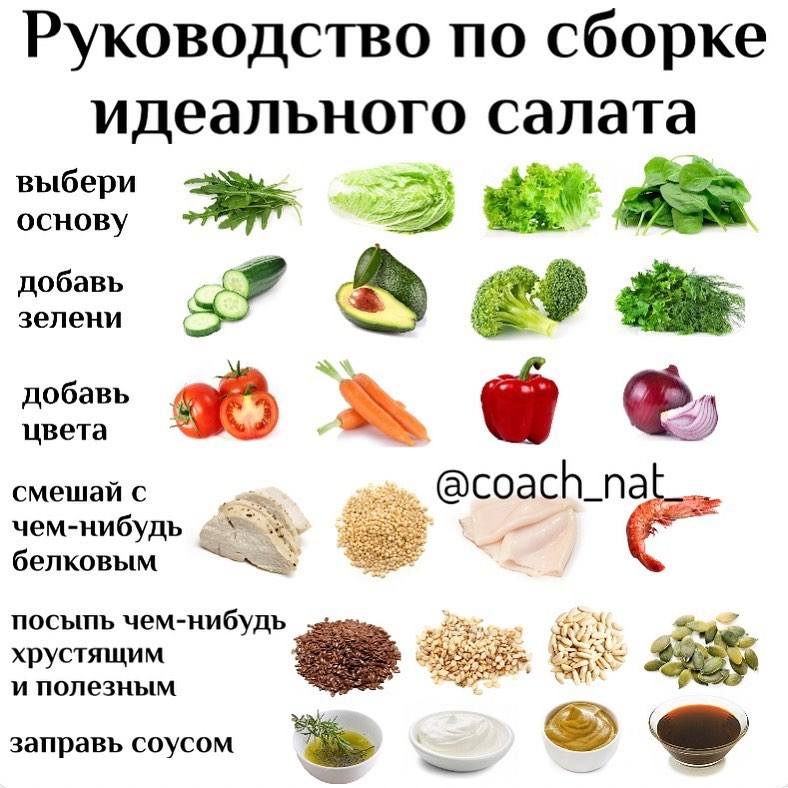 Руководство по сборке
идеального салата
выбери
основу
добавь
зелени
добавь
цвета
@coach_nat_
смешай с
чем-нибудь
белковым
посыпь чем-нибудь
хрустящим
и полезным
заправь соусом